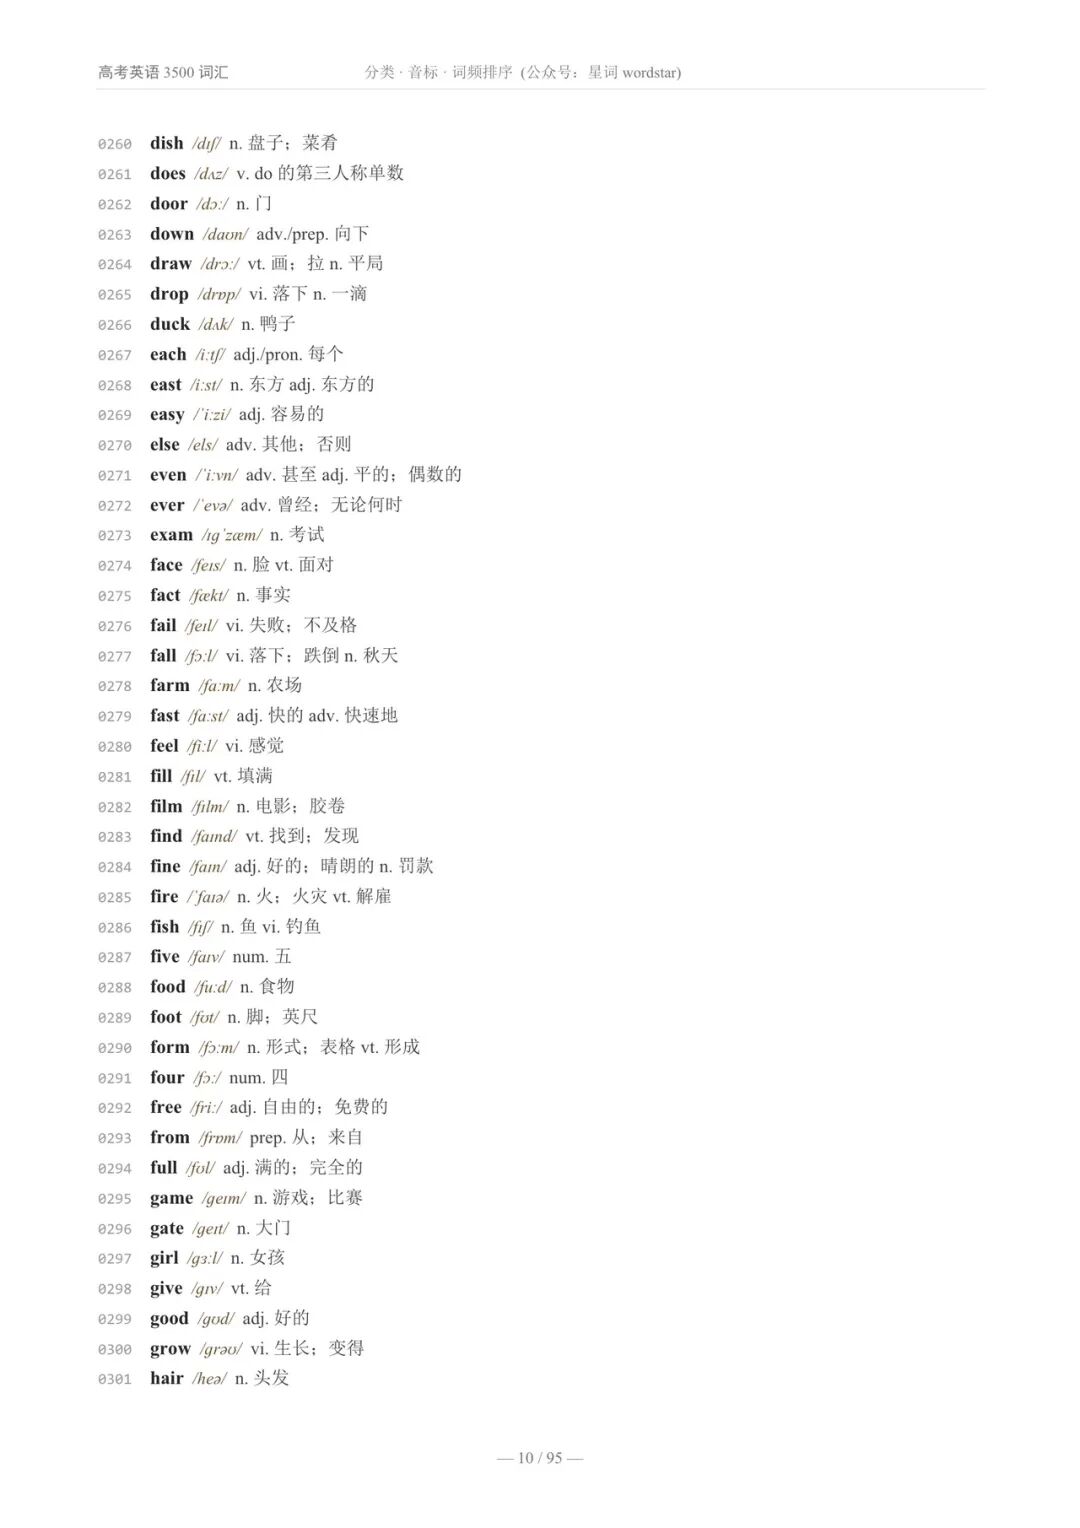 高考英语 3500 词汇 分类 · 音标 · 词频排序 (公众号：星词 wordstar)
0260 dish /dɪʃ/ n. 盘子；菜肴
0261 does /dʌz/ v. do 的第三人称单数
0262 door /dɔː/ n. 门
0263 down /daʊn/ adv./prep. 向下
0264 draw /drɔː/ vt. 画；拉 n. 平局
0265 drop /drɒp/ vi. 落下 n. 一滴
0266 duck /dʌk/ n. 鸭子
0267 each /iːtʃ/ adj./pron. 每个
0268 east /iːst/ n. 东方 adj. 东方的
0269 easy /ˈiːzi/ adj. 容易的
0270 else /els/ adv. 其他；否则
0271 even /ˈiːvn/ adv. 甚至 adj. 平的；偶数的
0272 ever /ˈevə/ adv. 曾经；无论何时
0273 exam /ɪɡˈzæm/ n. 考试
0274 face /feɪs/ n. 脸 vt. 面对
0275 fact /fækt/ n. 事实
0276 fail /feɪl/ vi. 失败；不及格
0277 fall /fɔːl/ vi. 落下；跌倒 n. 秋天
0278 farm /fɑːm/ n. 农场
0279 fast /fɑːst/ adj. 快的 adv. 快速地
0280 feel /fiːl/ vi. 感觉
0281 fill /fɪl/ vt. 填满
0282 film /fɪlm/ n. 电影；胶卷
0283 find /faɪnd/ vt. 找到；发现
0284 fine /faɪn/ adj. 好的；晴朗的 n. 罚款
0285 fire /ˈfaɪə/ n. 火；火灾 vt. 解雇
0286 fish /fɪʃ/ n. 鱼 vi. 钓鱼
0287 five /faɪv/ num. 五
0288 food /fuːd/ n. 食物
0289 foot /fʊt/ n. 脚；英尺
0290 form /fɔːm/ n. 形式；表格 vt. 形成
0291 four /fɔː/ num. 四
0292 free /friː/ adj. 自由的；免费的
0293 from /frɒm/ prep. 从；来自
0294 full /fʊl/ adj. 满的；完全的
0295 game /ɡeɪm/ n. 游戏；比赛
0296 gate /ɡeɪt/ n. 大门
0297 girl /ɡɜːl/ n. 女孩
0298 give /ɡɪv/ vt. 给
0299 good /ɡʊd/ adj. 好的
0300 grow /ɡrəʊ/ vi. 生长；变得
0301 hair /heə/ n. 头发
— 10 / 95 —